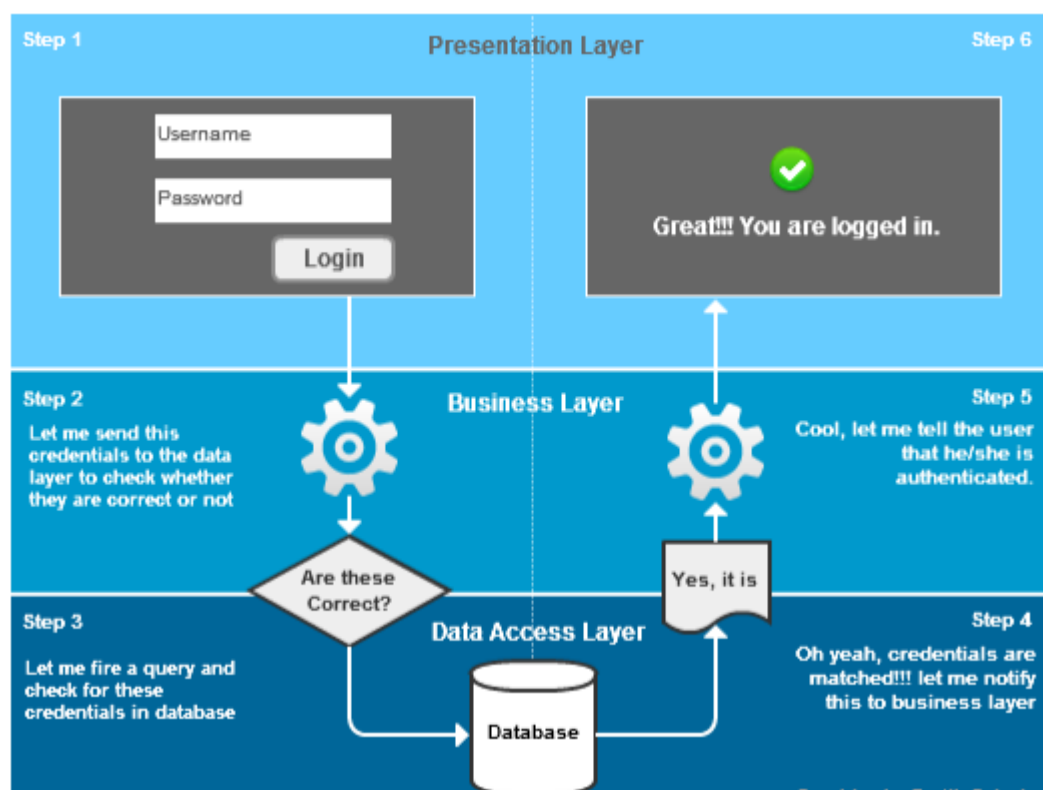 Step 1
Presentation Layer
Step 6
Username
Password
Login
Great!!! You are logged in.
Step 2
Let me send this
credentials to the data
layer to check whether
they are correct or not
Business Layer
Step 5
Cool, let me tell the user
that he/she is
authenticated.
Are these
Correct?
Yes, it is
Step 3
Let me fire a query and
check for these
credentials in database
Data Access Layer
Database
Step 4
Oh yeah, credentials are
matched!!! let me notify
this to business layer